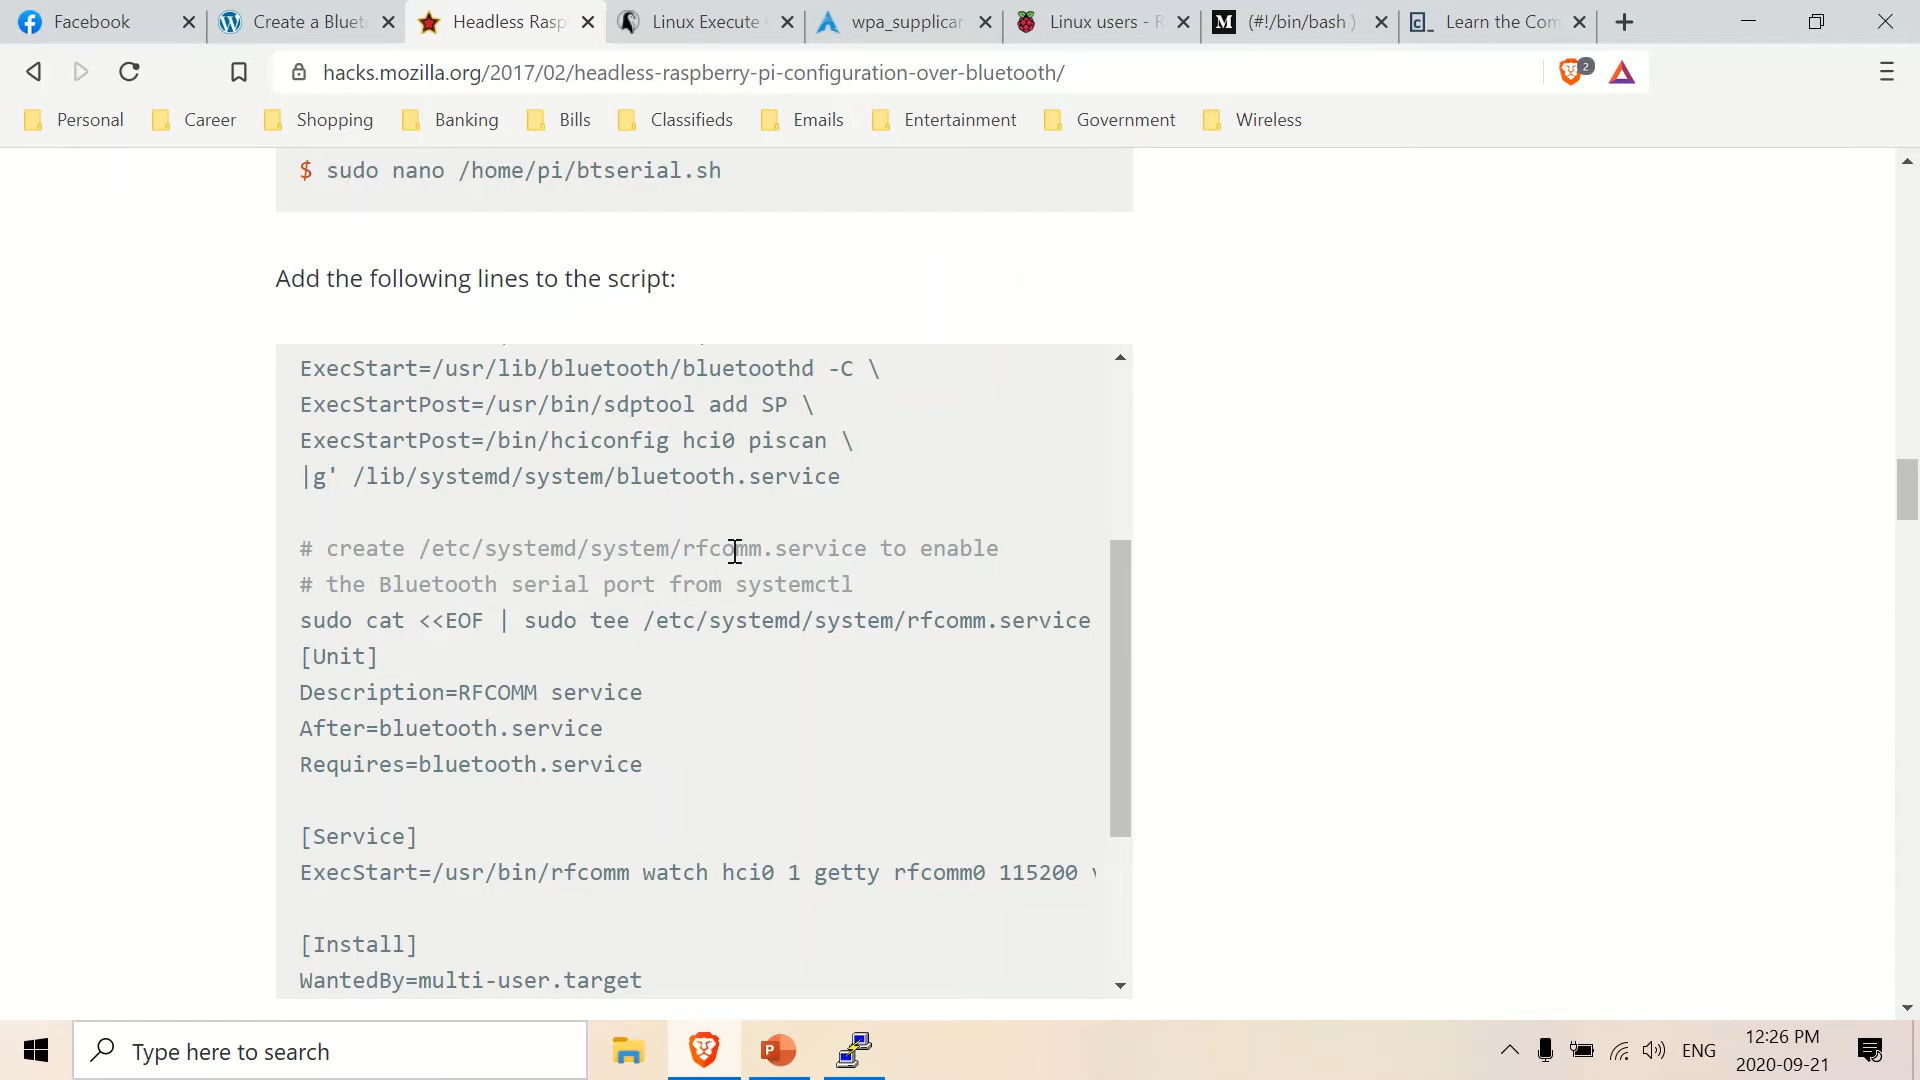 Facebook
Create a Bluet
Headless Rasp
Linux Execute
wpa_supplican
Linux users - R
M (#!/bin/bash )
Learn the Com
hacks.mozilla.org/2017/02/headless-raspberry-pi-configuration-over-bluetooth/
2
Personal Career Shopping Banking Bills Classifieds Emails Entertainment Government Wireless
$ sudo nano /home/pi/btserial.sh
Add the following lines to the script:
ExecStart=/usr/lib/bluetooth/bluetoothd -C \
ExecStartPost=/usr/bin/sdptool add SP \
ExecStartPost=/bin/hciconfig hci0 piscan \
|g' /lib/systemd/system/bluetooth.service
# create /etc/systemd/system/rfcomm.service to enable
# the Bluetooth serial port from systemctl
sudo cat <<EOF | sudo tee /etc/systemd/system/rfcomm.service
[Unit]
Description=RFCOMM service
After=bluetooth.service
Requires=bluetooth.service
[Service]
ExecStart=/usr/bin/rfcomm watch hci0 1 getty rfcomm0 115200
[Install]
WantedBy=multi-user.target
Type here to search
ENG
12:26 PM
2020-09-21